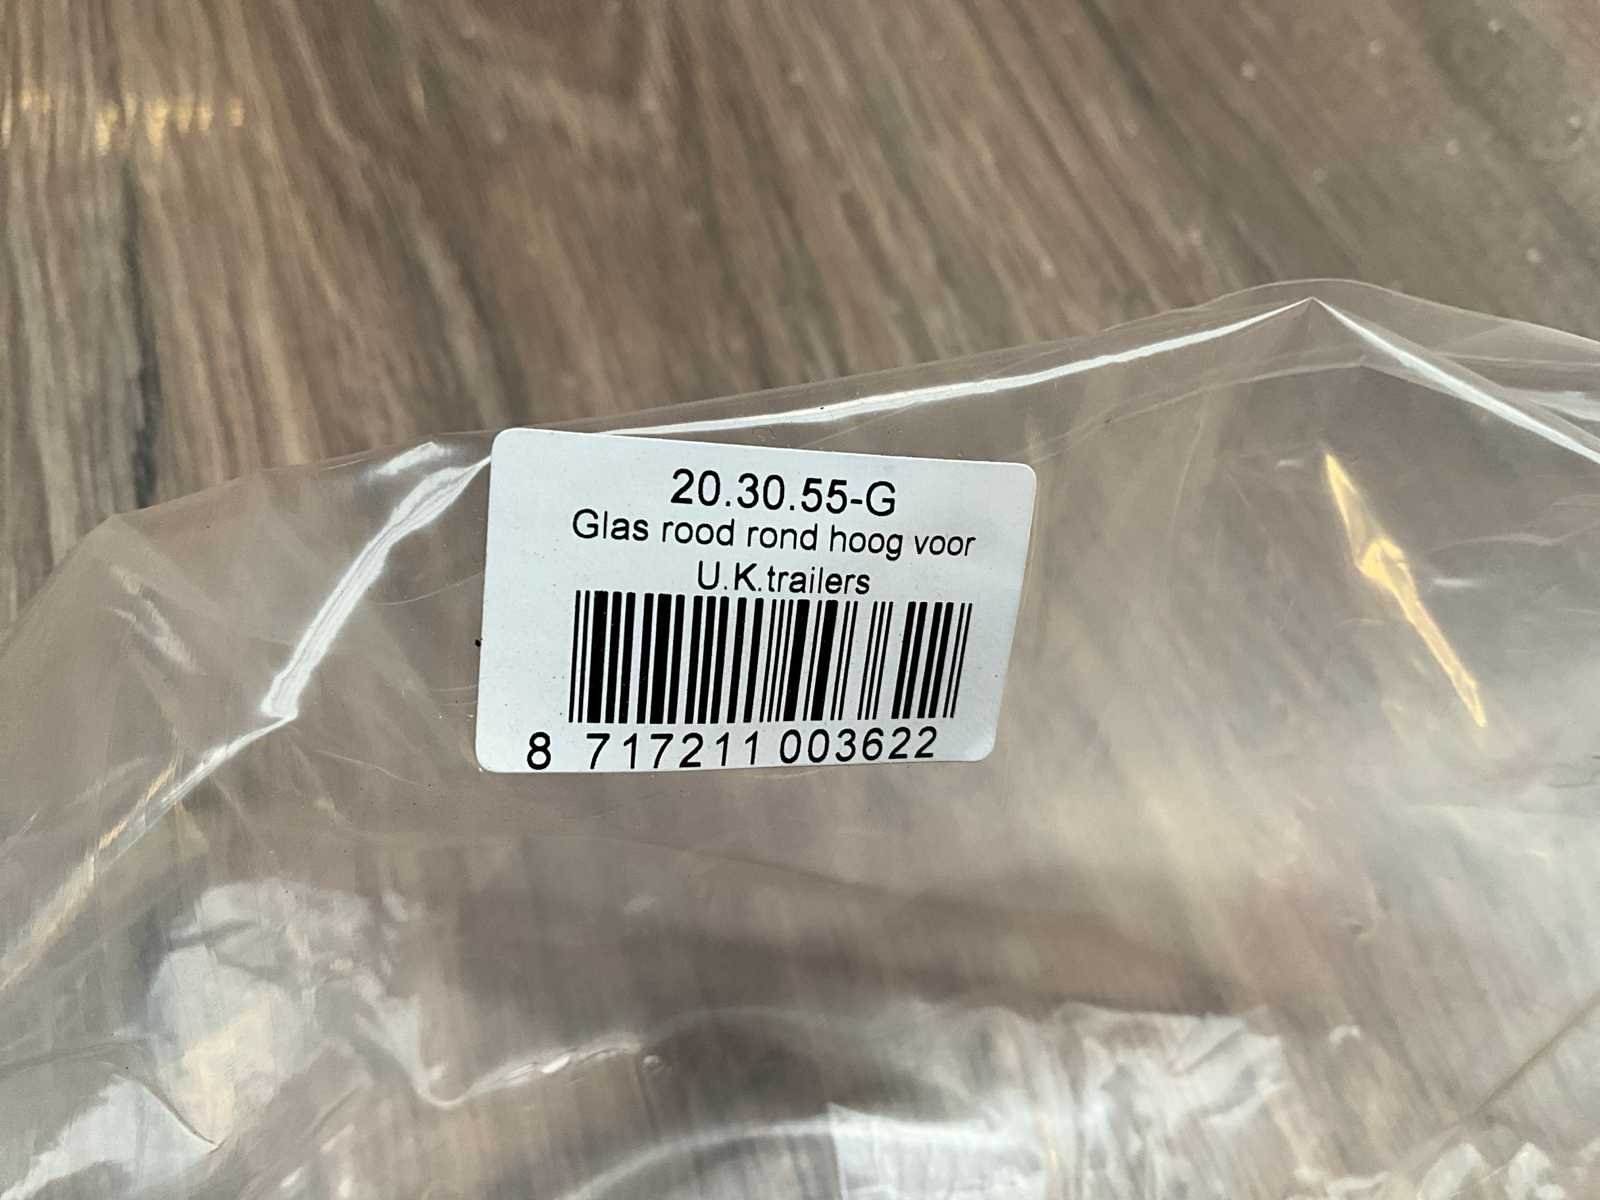 20.30.55-G
Glas rood rond hoog voor
U.K.trailers
8 717211 003622